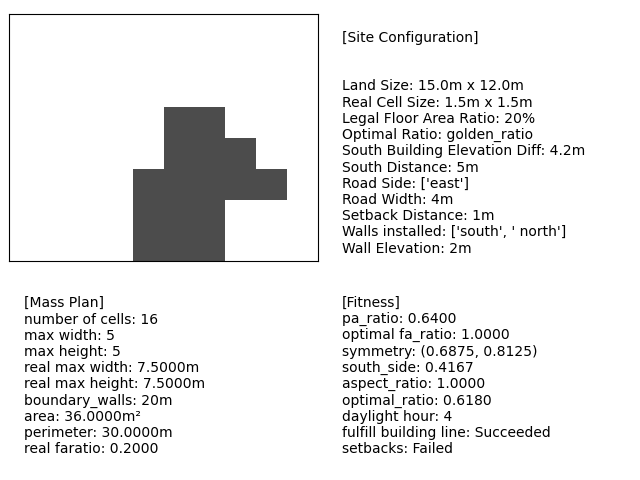 [Site Configuration]
Land Size: 15.0m x 12.0m
Real Cell Size: 1.5m x 1.5m
Legal Floor Area Ratio: 20%
Optimal Ratio: golden_ratio
South Building Elevation Diff: 4.2m
South Distance: 5m
Road Side: ['east']
Road Width: 4m
Setback Distance: 1m
Walls installed: ['south', ' north']
Wall Elevation: 2m
[Mass Plan]
number of cells: 16
max width: 5
max height: 5
real max width: 7.5000m
real max height: 7.5000m
boundary_walls: 20m
area: 36.0000m²
perimeter: 30.0000m
real faratio: 0.2000
[Fitness]
pa_ratio: 0.6400
optimal fa_ratio: 1.0000
symmetry: (0.6875, 0.8125)
south_side: 0.4167
aspect_ratio: 1.0000
optimal_ratio: 0.6180
daylight hour: 4
fulfill building line: Succeeded
setbacks: Failed